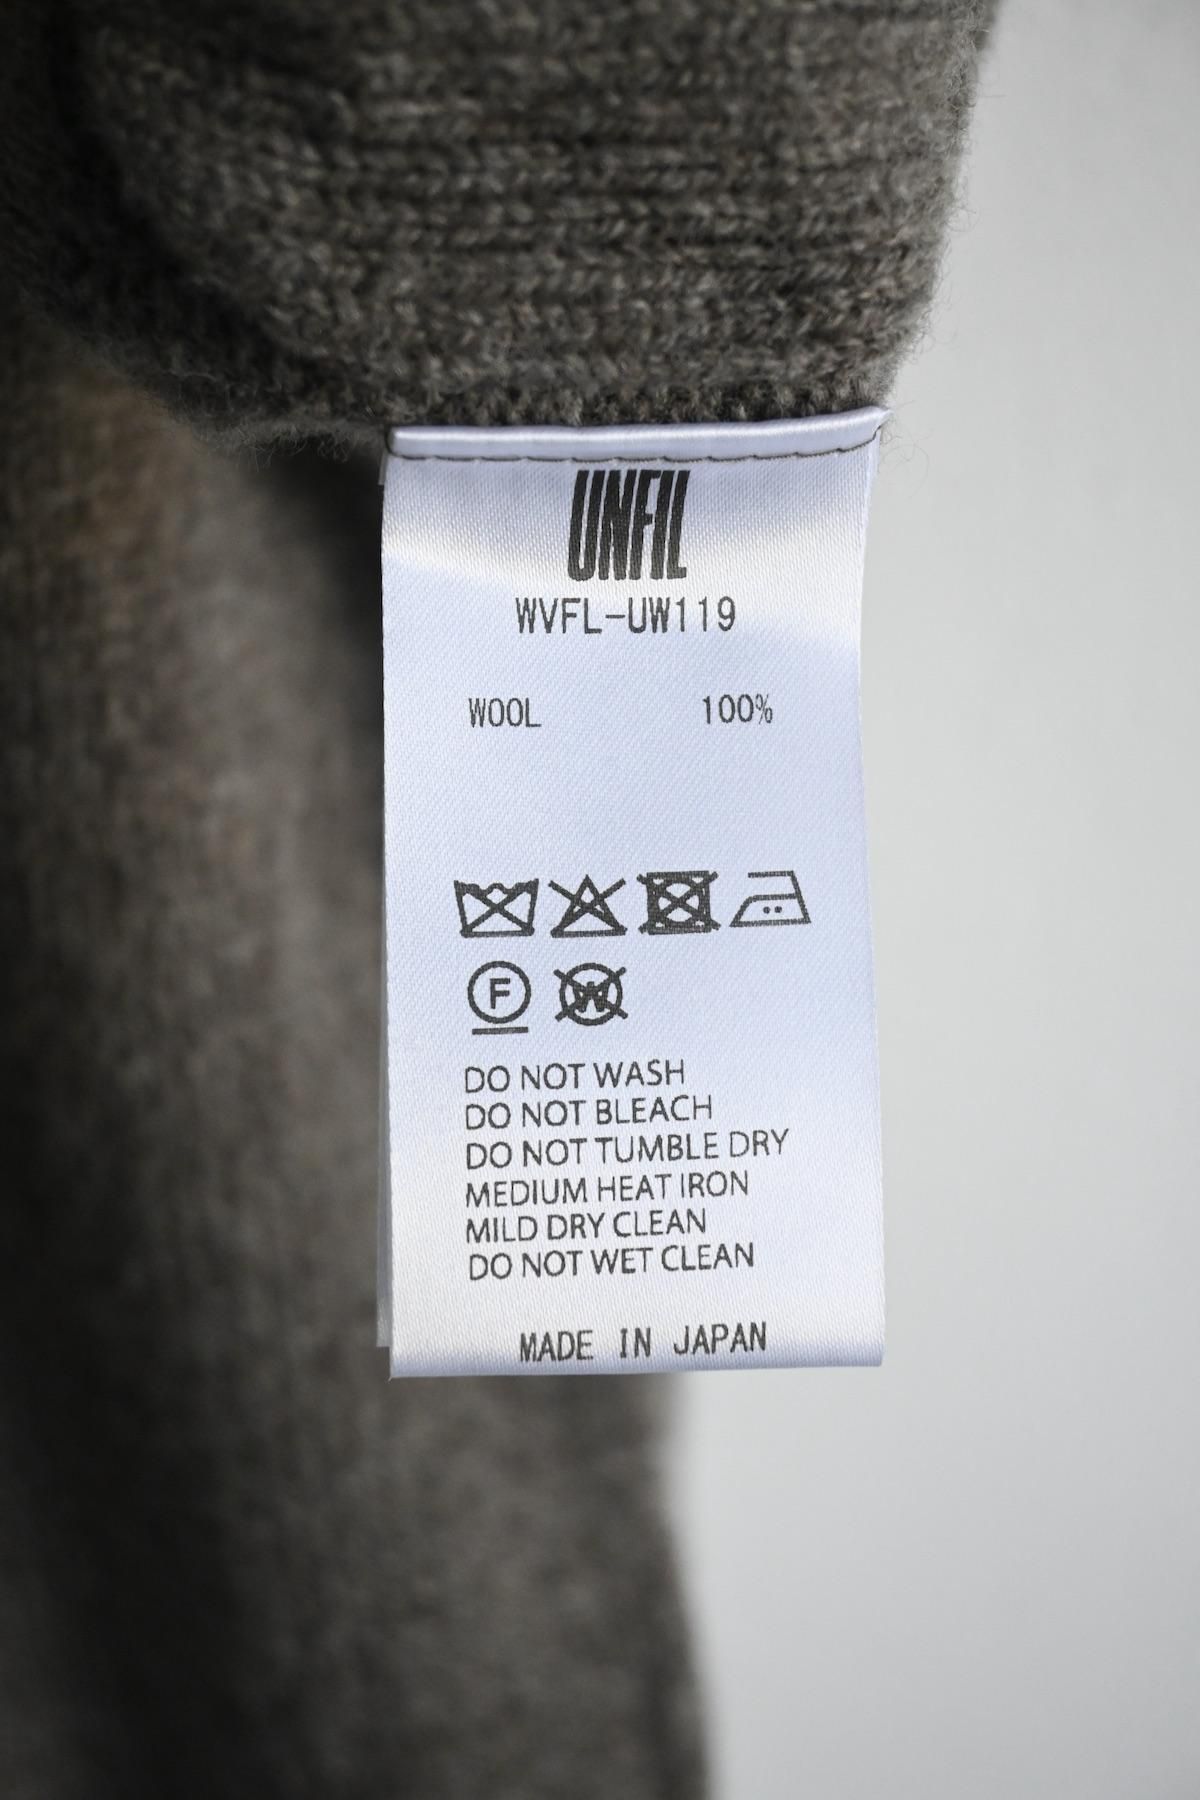 UNFIL
WVFL-UW119
WOOL 100%
F W
DO NOT WASH
DO NOT BLEACH
DO NOT TUMBLE DRY
MEDIUM HEAT IRON
MILD DRY CLEAN
DO NOT WET CLEAN
MADE IN JAPAN